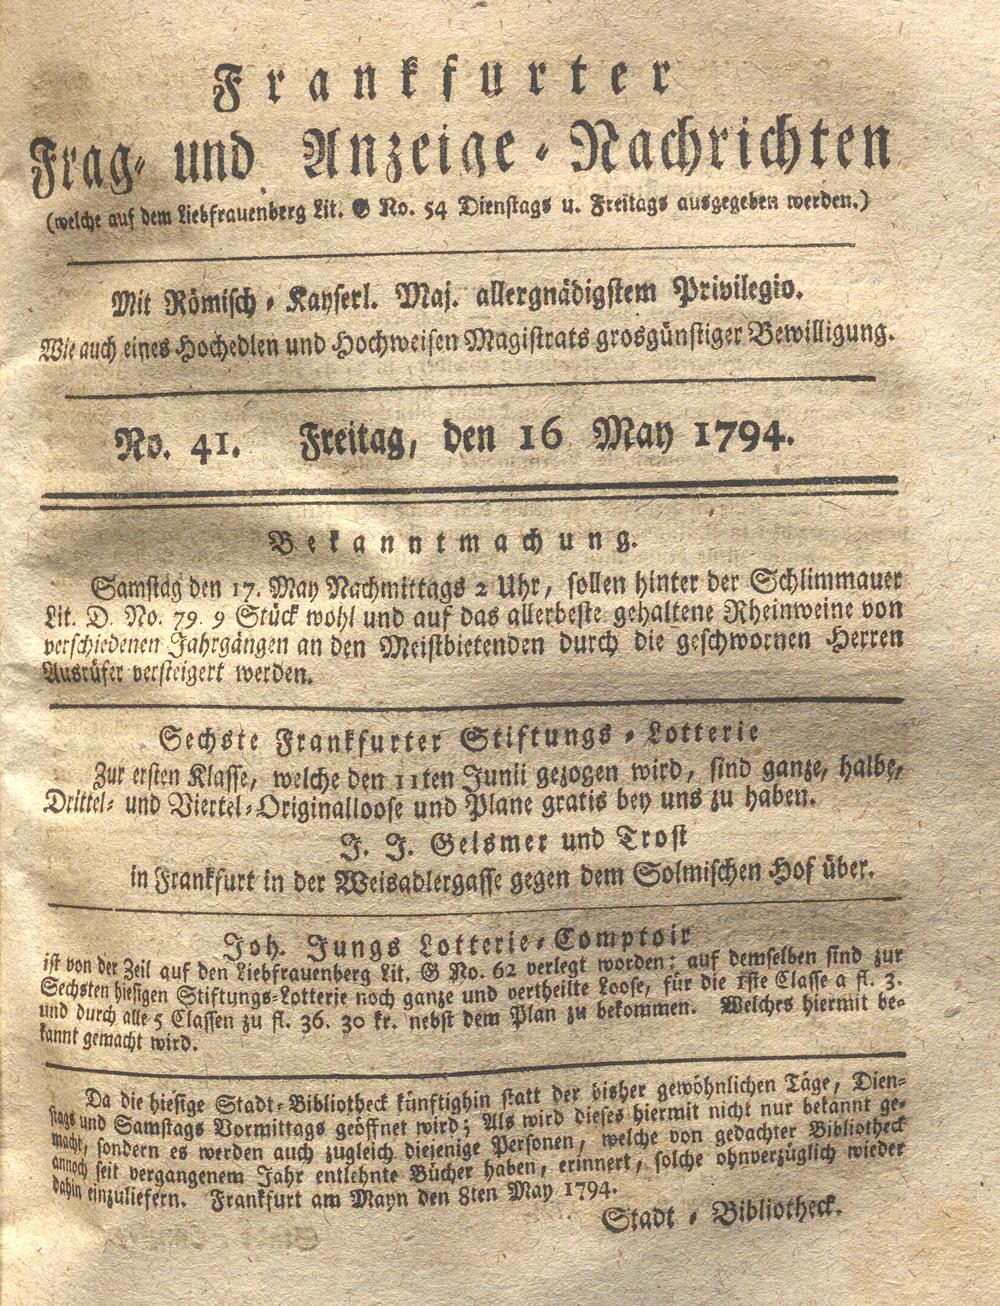 Frankfurter
Frag- und Anzeige-Nachrichten
(welche auf dem Liebfrauenberg Lit. G No. 54 Dienstags u. Freitags ausgegeben werden.)
Mit Römisch-Kayserl. Maj. allergnädigstem Privilegio.
Wie auch eines Hochedlen und Hochweisen Magistrats grosgünstiger Bewilligung.
No. 41. Freitag, den 16 May 1794.
Bekanntmachung.
Samstag den 17. May Nachmittags 2 Uhr, sollen hinter der Schlimmauer
Lit. D. No. 79. 9 Stück wohl und auf das allerbeste gehaltene Rheinweine von
verschiedenen Jahrgängen an den Meistbietenden durch die geschwornen Herren
Ausrüfer versteigert werden.
Sechste Frankfurter Stiftungs-Lotterie
Zur ersten Klasse, welche den 11ten Junii gezogen wird, sind ganze, halbe,
Drittel- und Viertel-Originalloose und Plane gratis bey uns zu haben.
J. J. Geismer und Trost
in Frankfurt in der Weisadlergasse gegen dem Solmischen Hof über.
Joh. Jungs Lotterie-Comptoir
ist von der Zeil auf den Liebfrauenberg Lit. G No. 62 verlegt worden: auf demselben sind zur
Sechsten hiesigen Stiftungs-Lotterie noch ganze und vertheilte Loose, für die 1ste Classe a fl. 3.
und durch alle 5 Classen zu fl. 36. 30 kr. nebst dem Plan zu bekommen. Welchrs hiermit be-
kannt gemacht wird.
Da die hiesige Stadt-Bibliotheck künftighin statt der bisher gewöhnlichen Täge, Dien-
stags und Samstags Vormittags geöffnet wird; Als wird dieses hiermit nicht nur bekannt ge-
macht, sondern es werden auch zugleich diejenige Personen, welche von gedachter Bibliotheck
annoch seit vergangenem Jahr entlehnte Bücher haben, erinnert, solche ohnverzüglich wieder
dahin einzuliefern. Frankfurt am Mayn den 8ten May 1794.
Stadt-Bibliotheck.